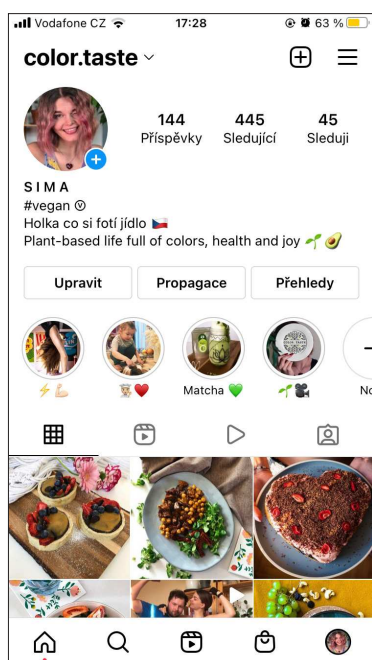 Vodafone CZ 17:28 63 %
color.taste
144 445 45
Příspěvky Sledující Sleduji
S I M A
#vegan Ⓥ
Holka co si fotí jídlo 🇨🇿
Plant-based life full of colors, health and joy 🌱 🥑
Upravit Propagace Přehledy
⚡💪🏼 👨🏼‍🍳❤️ Matcha 💚 🌱🎥 No